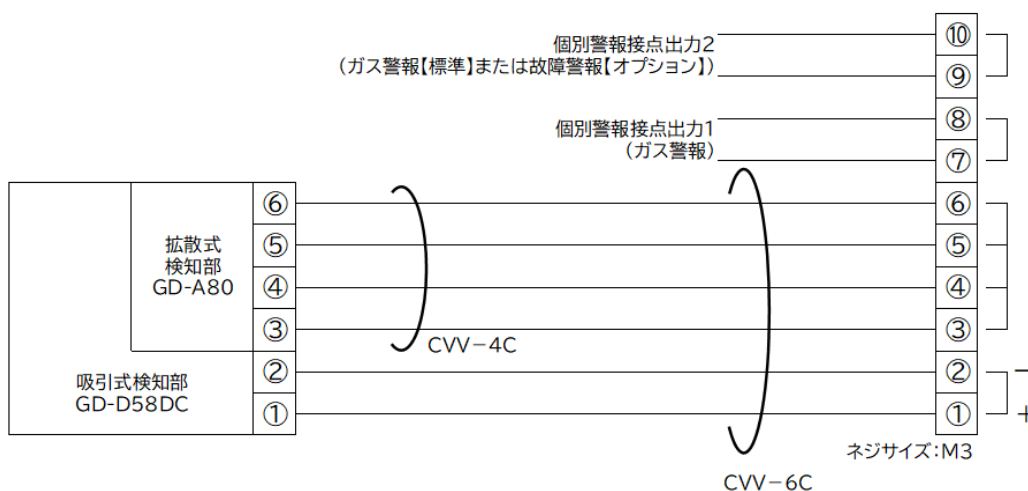 個別警報接点出力2
（ガス警報【標準】または故障警報【オプション】）
個別警報接点出力1
（ガス警報）
⑩
⑨
⑧
⑦
⑥
⑤
④
③
②
①
−
+
ネジサイズ：M3
拡散式
検知部
GD-A80
吸引式検知部
GD-D58DC
⑥
⑤
④
③
②
①
CVV−4C
CVV−6C